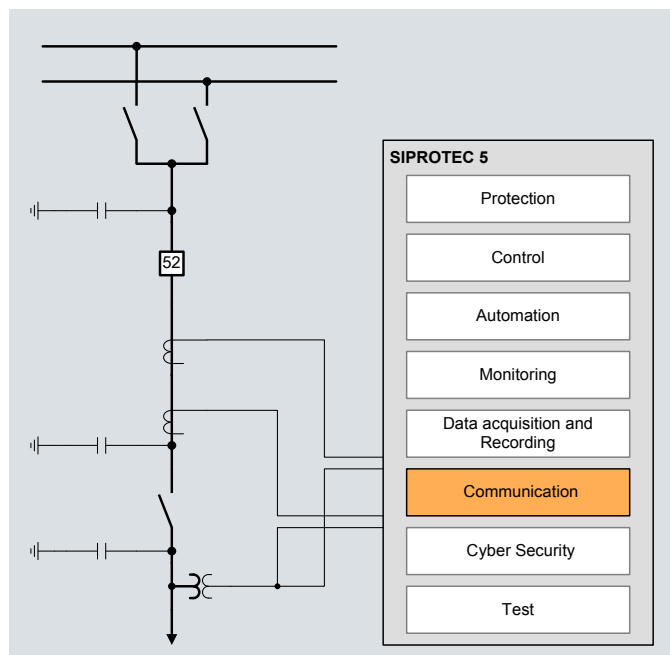 SIPROTEC 5
Protection
Control
52
Automation
Monitoring
Data acquisition and
Recording
Communication
Cyber Security
Test